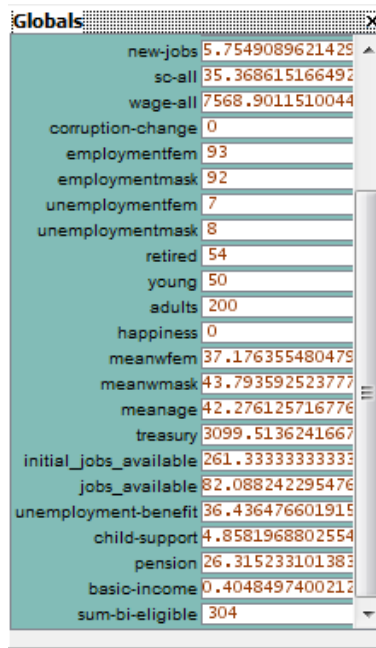 Globals
new-jobs 5.7549089621429
sc-all 35.368615166492
wage-all 7568.9011510044
corruption-change 0
employmentfem 93
employmentmask 92
unemploymentfem 7
unemploymentmask 8
retired 54
young 50
adults 200
happiness 0
meanwfem 37.176355480479
meanwmask 43.793592523777
meanage 42.276125716776
treasury 3099.5136241667
initial_jobs_available 261.33333333333
jobs_available 82.088242295476
unemployment-benefit 36.436476601915
child-support 4.8581968802554
pension 26.315233101383
basic-income 0.4048497400212
sum-bi-eligible 304